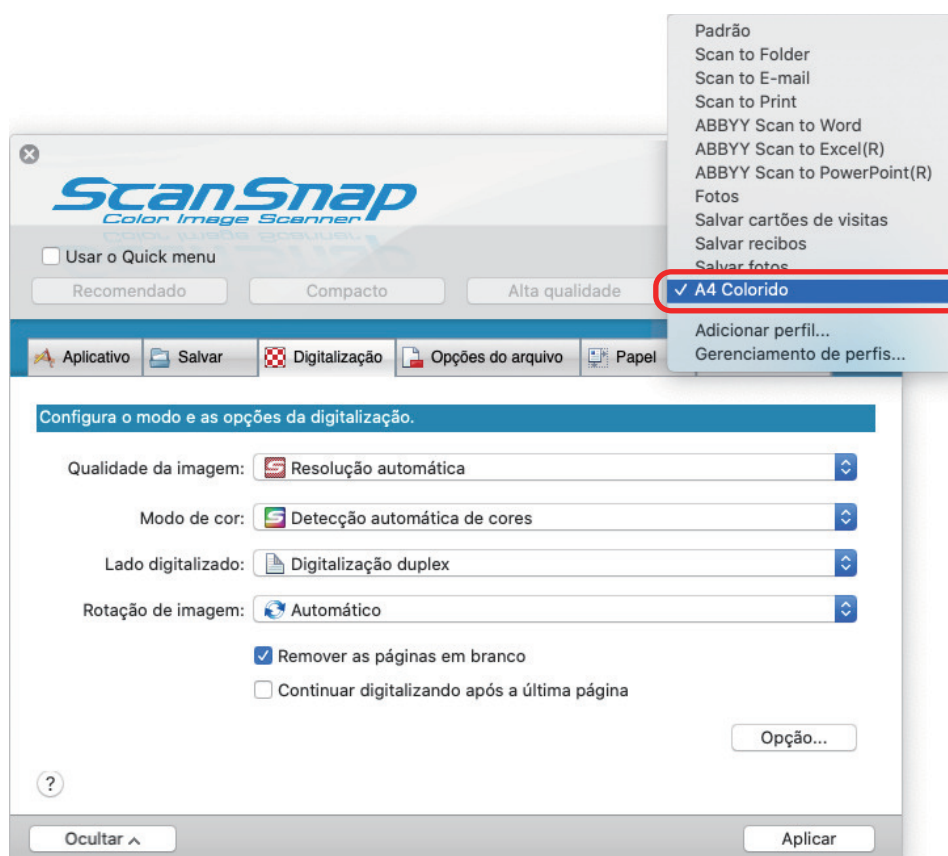 Padrão
Scan to Folder
Scan to E-mail
Scan to Print
ABBYY Scan to Word
ABBYY Scan to Excel(R)
ABBYY Scan to PowerPoint(R)
Fotos
Salvar cartões de visitas
Salvar recibos
Salvar fotos
✓ A4 Colorido
Adicionar perfil...
Gerenciamento de perfis...
ScanSnap
Color Image Scanner
Usar o Quick menu
Recomendado Compacto Alta qualidade
Aplicativo Salvar Digitalização Opções do arquivo Papel
Configura o modo e as opções da digitalização.
Qualidade da imagem: Resolução automática
Modo de cor: Detecção automática de cores
Lado digitalizado: Digitalização duplex
Rotação de imagem: Automático
Remover as páginas em branco
Continuar digitalizando após a última página
Opção...
?
Ocultar Aplicar